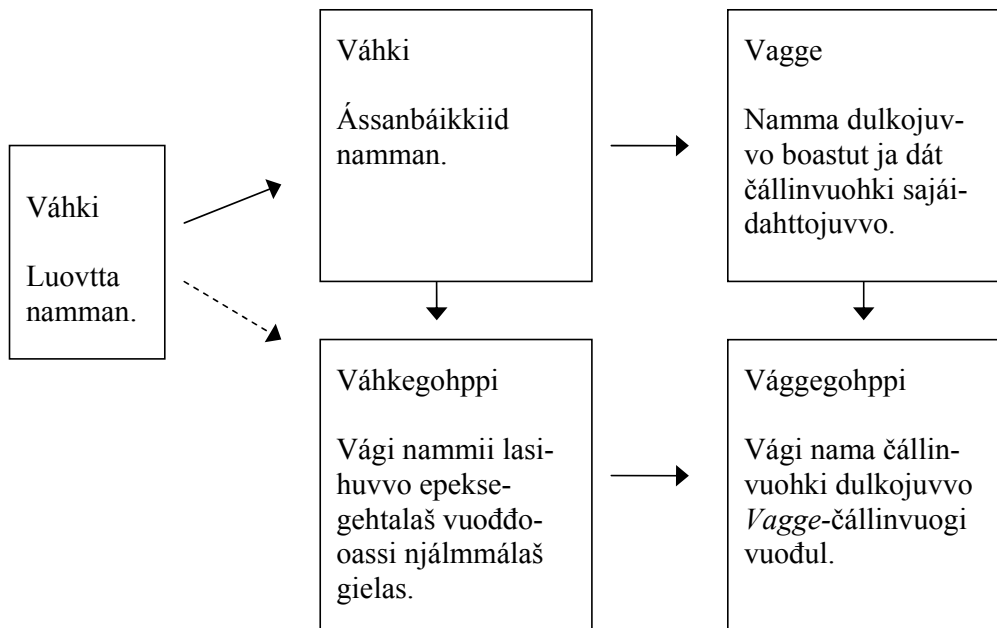 Váhki
Luovtta
namman.
Váhki
Ássanbáikkiid
namman.
Vagge
Namma dulkojuv-
vo boastut ja dát
čállinvuohki sajái-
dahttojuvvo.
Váhkegohppi
Vági nammii lasi-
huvvo epekse-
gehtalaš vuođđo-
oassi njálmmálaš
gielas.
Vággegohppi
Vági nama čállin-
vuohki dulkojuvvo
Vagge-čállinvuogi
vuođul.